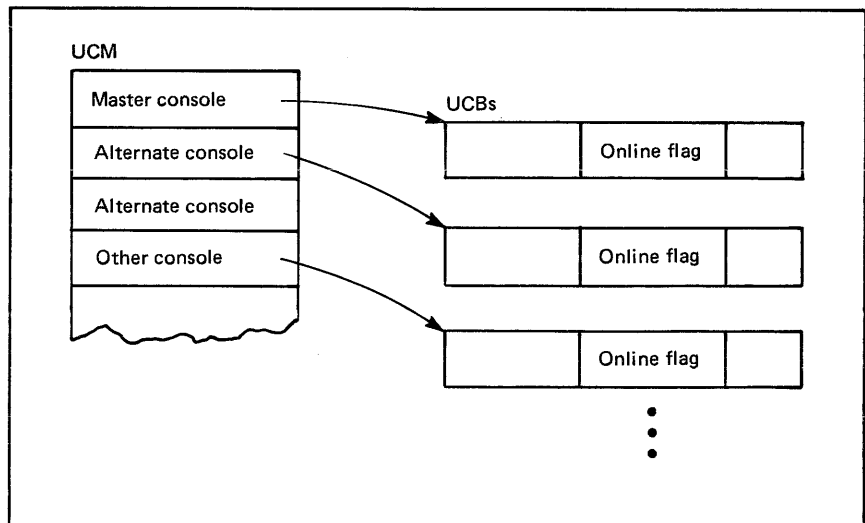 UCM
Master console
Alternate console
Alternate console
Other console
UCBs
Online flag
Online flag
Online flag